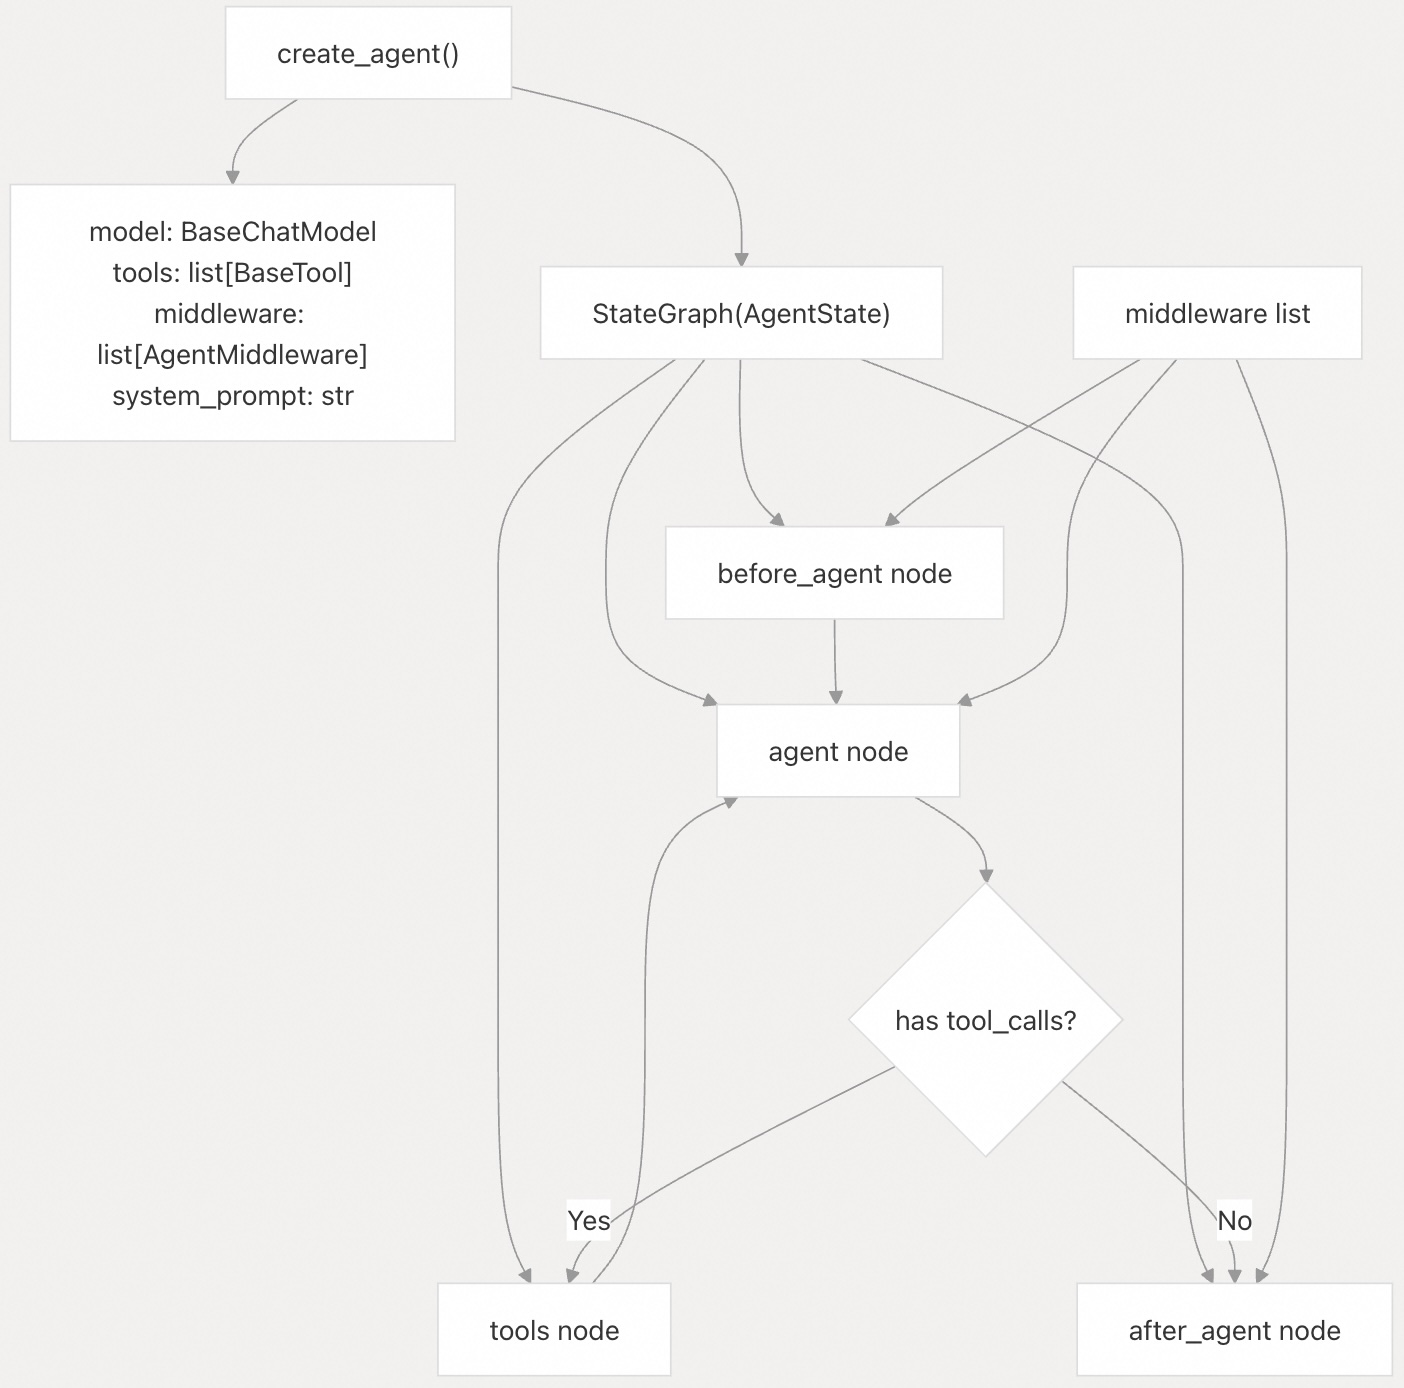 create_agent()
model: BaseChatModel
tools: list[BaseTool]
middleware:
list[AgentMiddleware]
system_prompt: str
StateGraph(AgentState)
middleware list
before_agent node
agent node
has tool_calls?
Yes
No
tools node
after_agent node